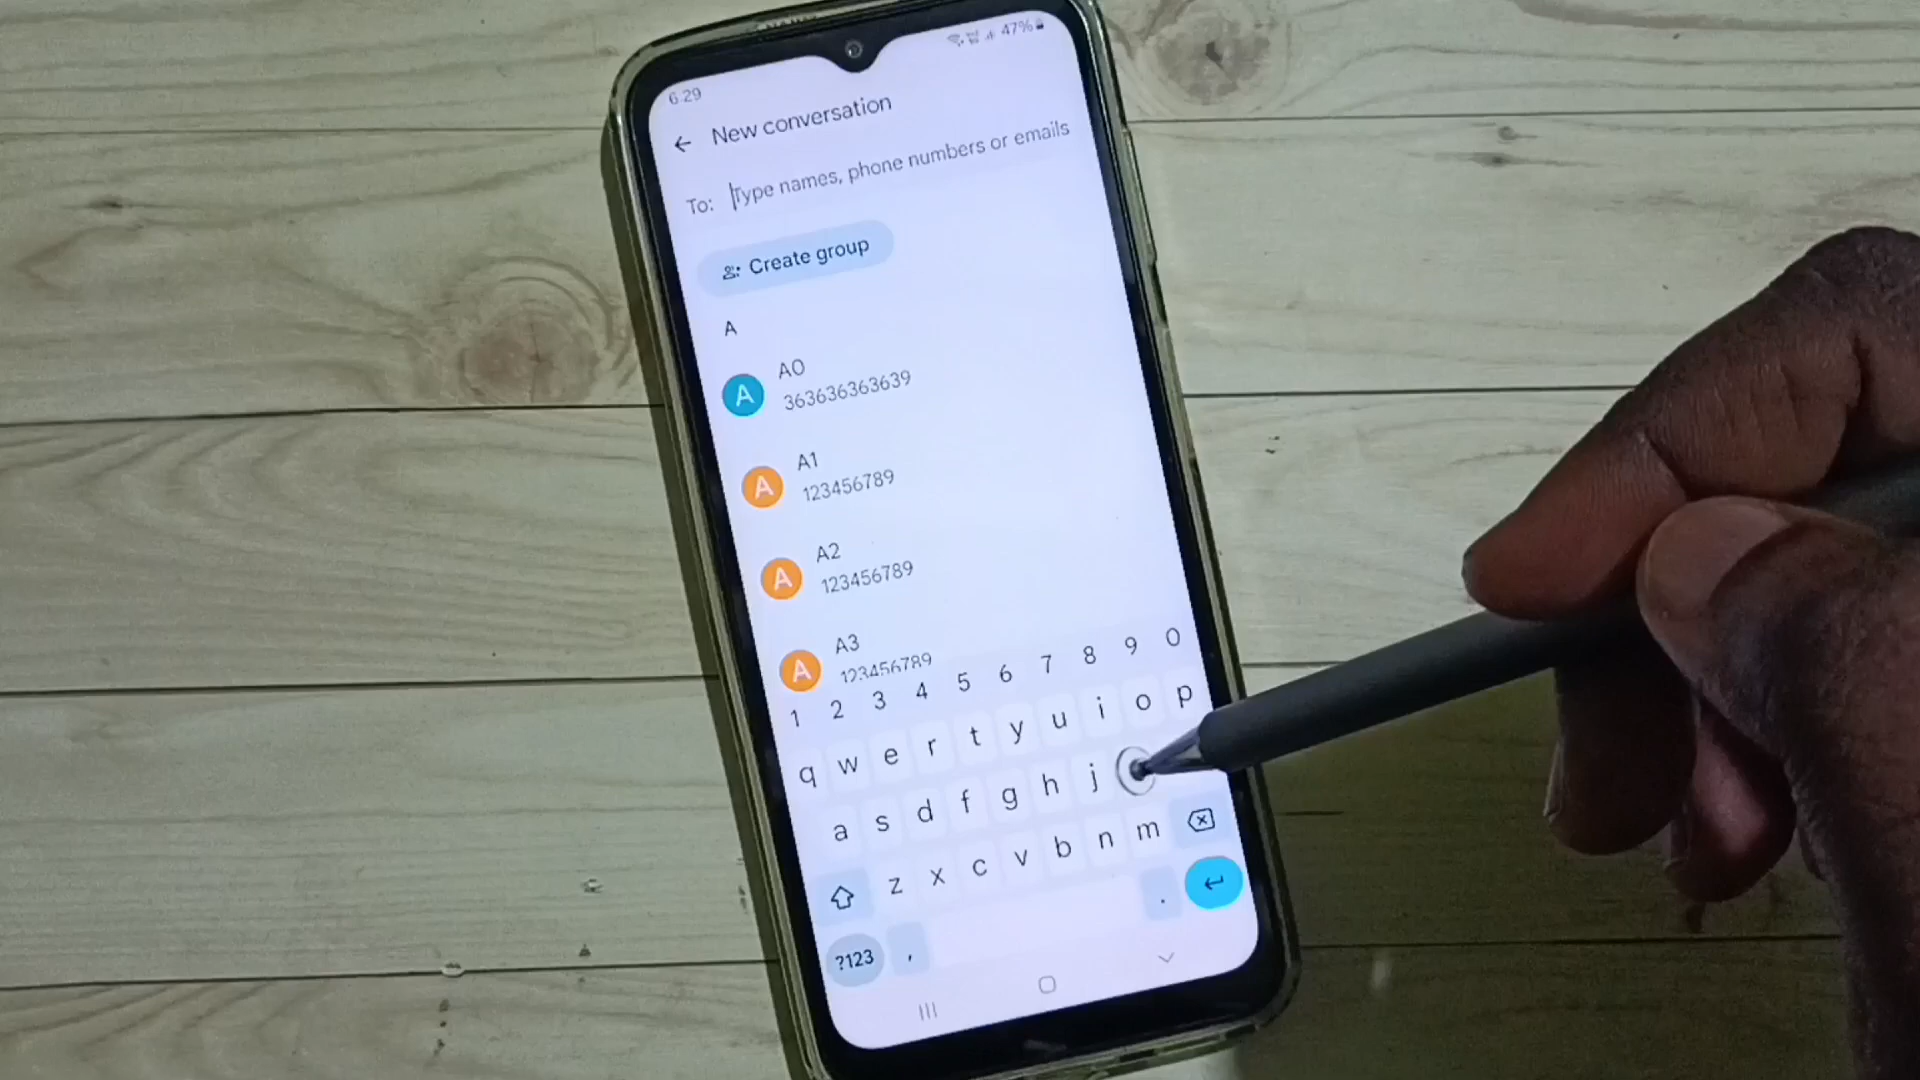 6:29
47%
New conversation
To: Type names, phone numbers or emails
Create group
A
A
A0
363636363639
A
A1
123456789
A
A2
123456789
A
A3
123456789
1 2 3 4 5 6 7 8 9 0
q w e r t y u i o p
a s d f g h j
z x c v b n m
?123 , .